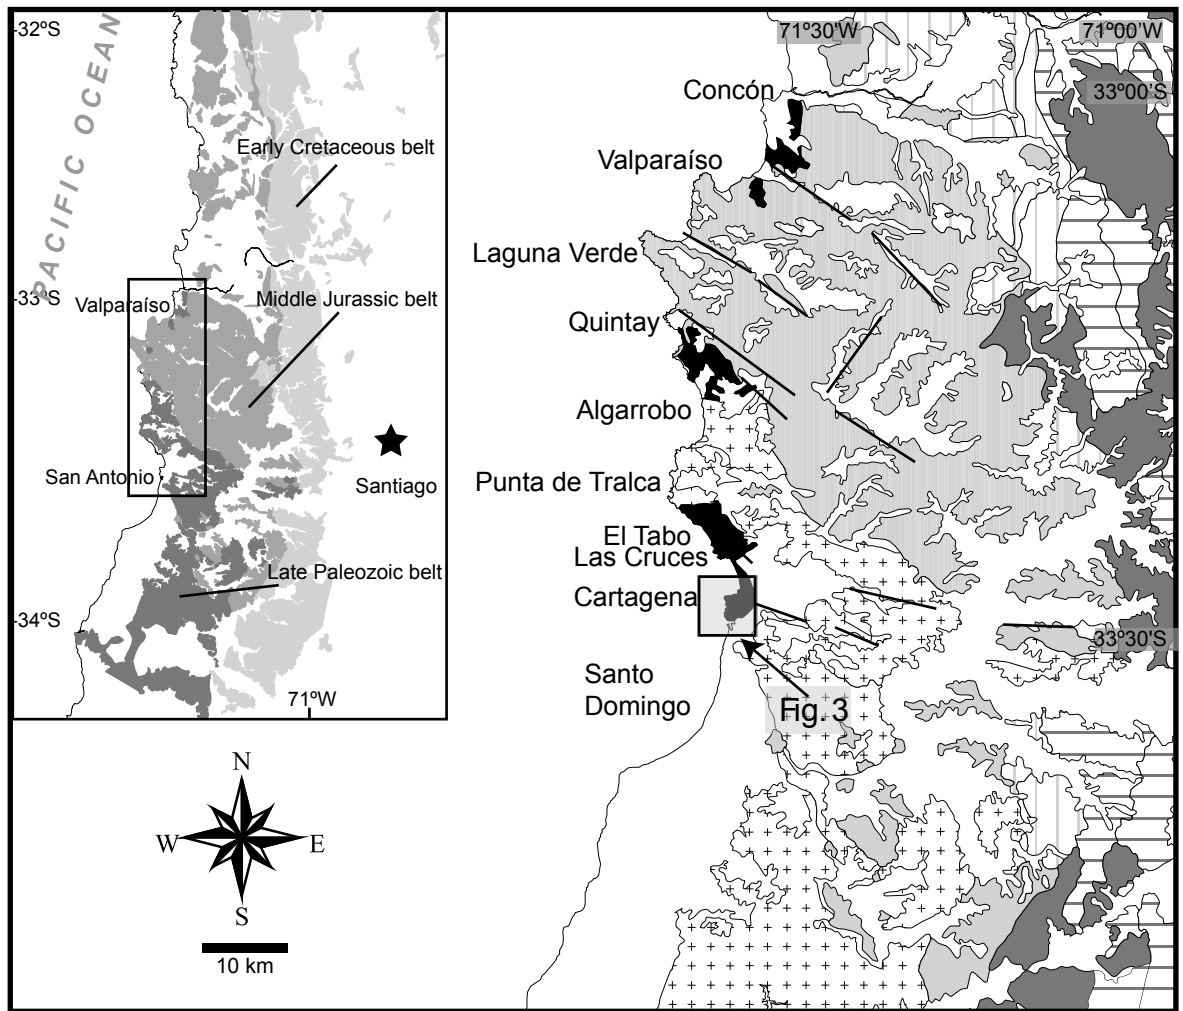 32ºS
PACIFIC OCEAN
Early Cretaceous belt
33ºS
Valparaíso
Middle Jurassic belt
San Antonio
Santiago
Late Paleozoic belt
34ºS
71ºW
N
W
E
S
10 km
71º30'W
71º00'W
33º00'S
Concón
Valparaíso
Laguna Verde
Quintay
Algarrobo
Punta de Tralca
El Tabo
Las Cruces
Cartagena
33º30'S
Santo
Domingo
Fig. 3